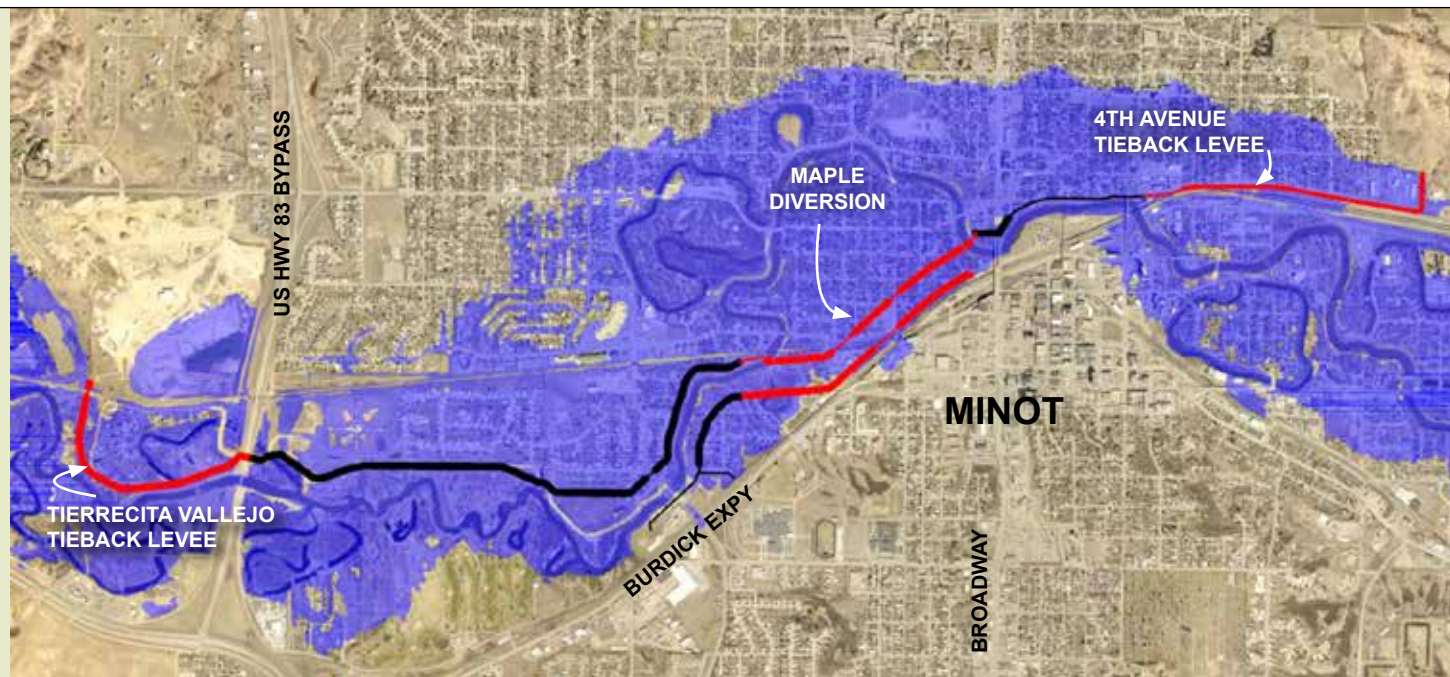 US HWY 83 BYPASS
4TH AVENUE
TIEBACK LEVEE
MAPLE
DIVERSION
MINOT
TIERRECITA VALLEJO
TIEBACK LEVEE
BURDICK EXPY
BROADWAY